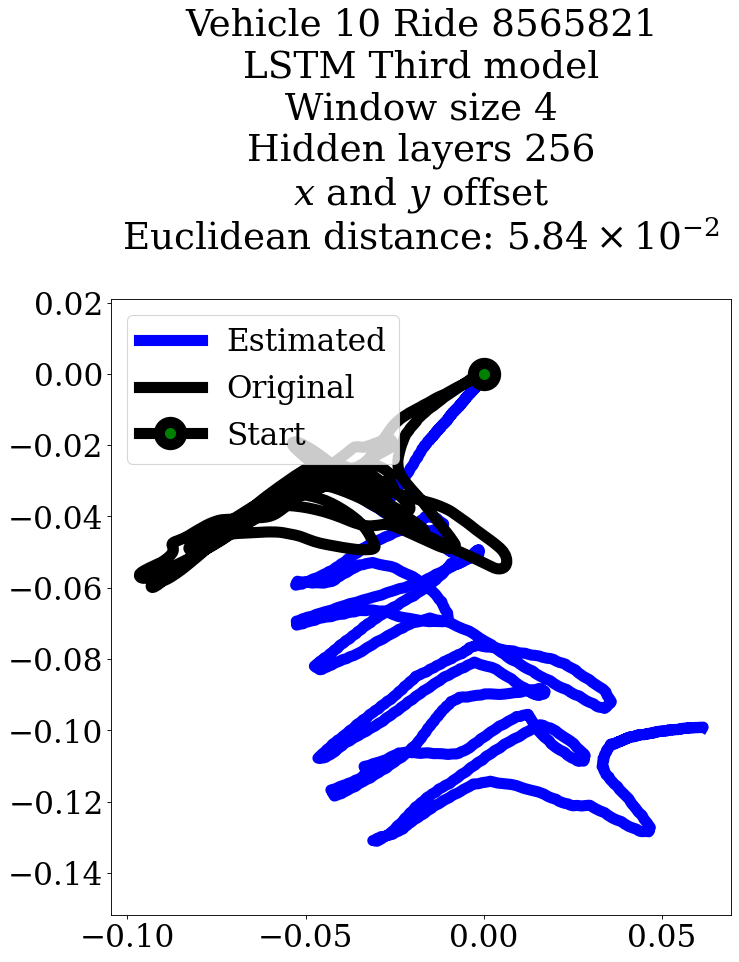 Vehicle 10 Ride 8565821
LSTM Third model
Window size 4
Hidden layers 256
x and y offset
Euclidean distance: 5.84 × 10⁻²
0.02
0.00
−0.02
−0.04
−0.06
−0.08
−0.10
−0.12
−0.14
Estimated
Original
Start
−0.10 −0.05 0.00 0.05